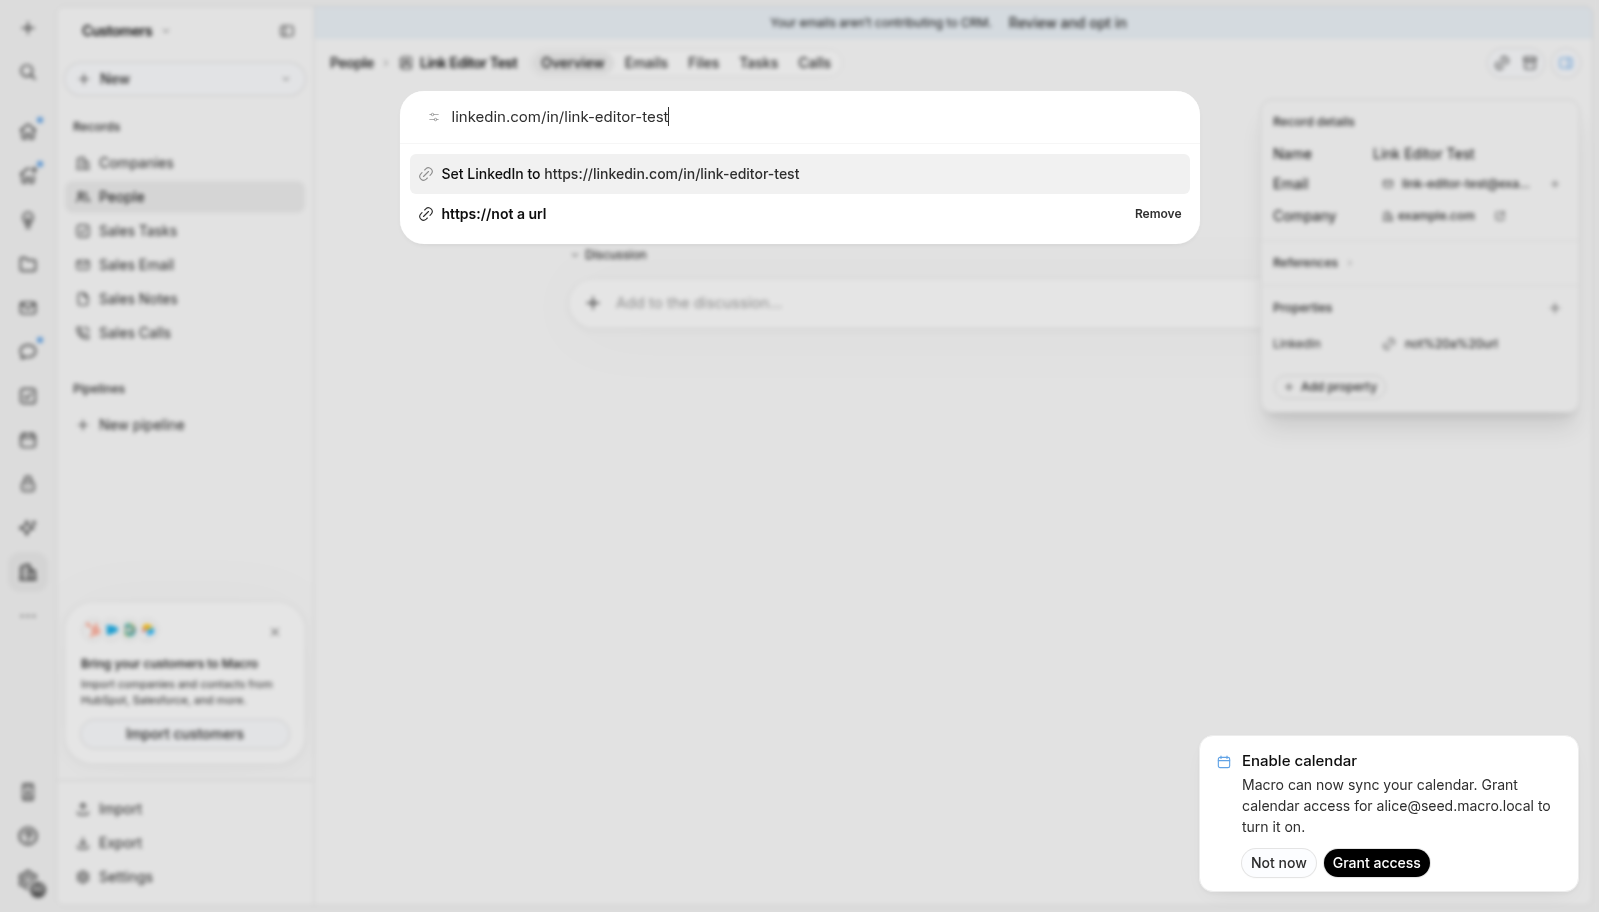 Your emails aren't contributing to CRM. Review and opt in
Customers
New
Records
Companies
People
Sales Tasks
Sales Email
Sales Notes
Sales Calls
Pipelines
New pipeline
Bring your customers to Macro
Import companies and contacts from
HubSpot, Salesforce, and more.
Import customers
Import
Export
Settings
People Link Editor Test Overview Emails Files Tasks Calls
linkedin.com/in/link-editor-test
Set LinkedIn to https://linkedin.com/in/link-editor-test
https://not a url Remove
Discussion
Add to the discussion...
Record details
Name Link Editor Test
Email link-editor-test@exa...
Company example.com
References
Properties
LinkedIn not%20a%20url
Add property
Enable calendar
Macro can now sync your calendar. Grant
calendar access for alice@seed.macro.local to
turn it on.
Not now Grant access